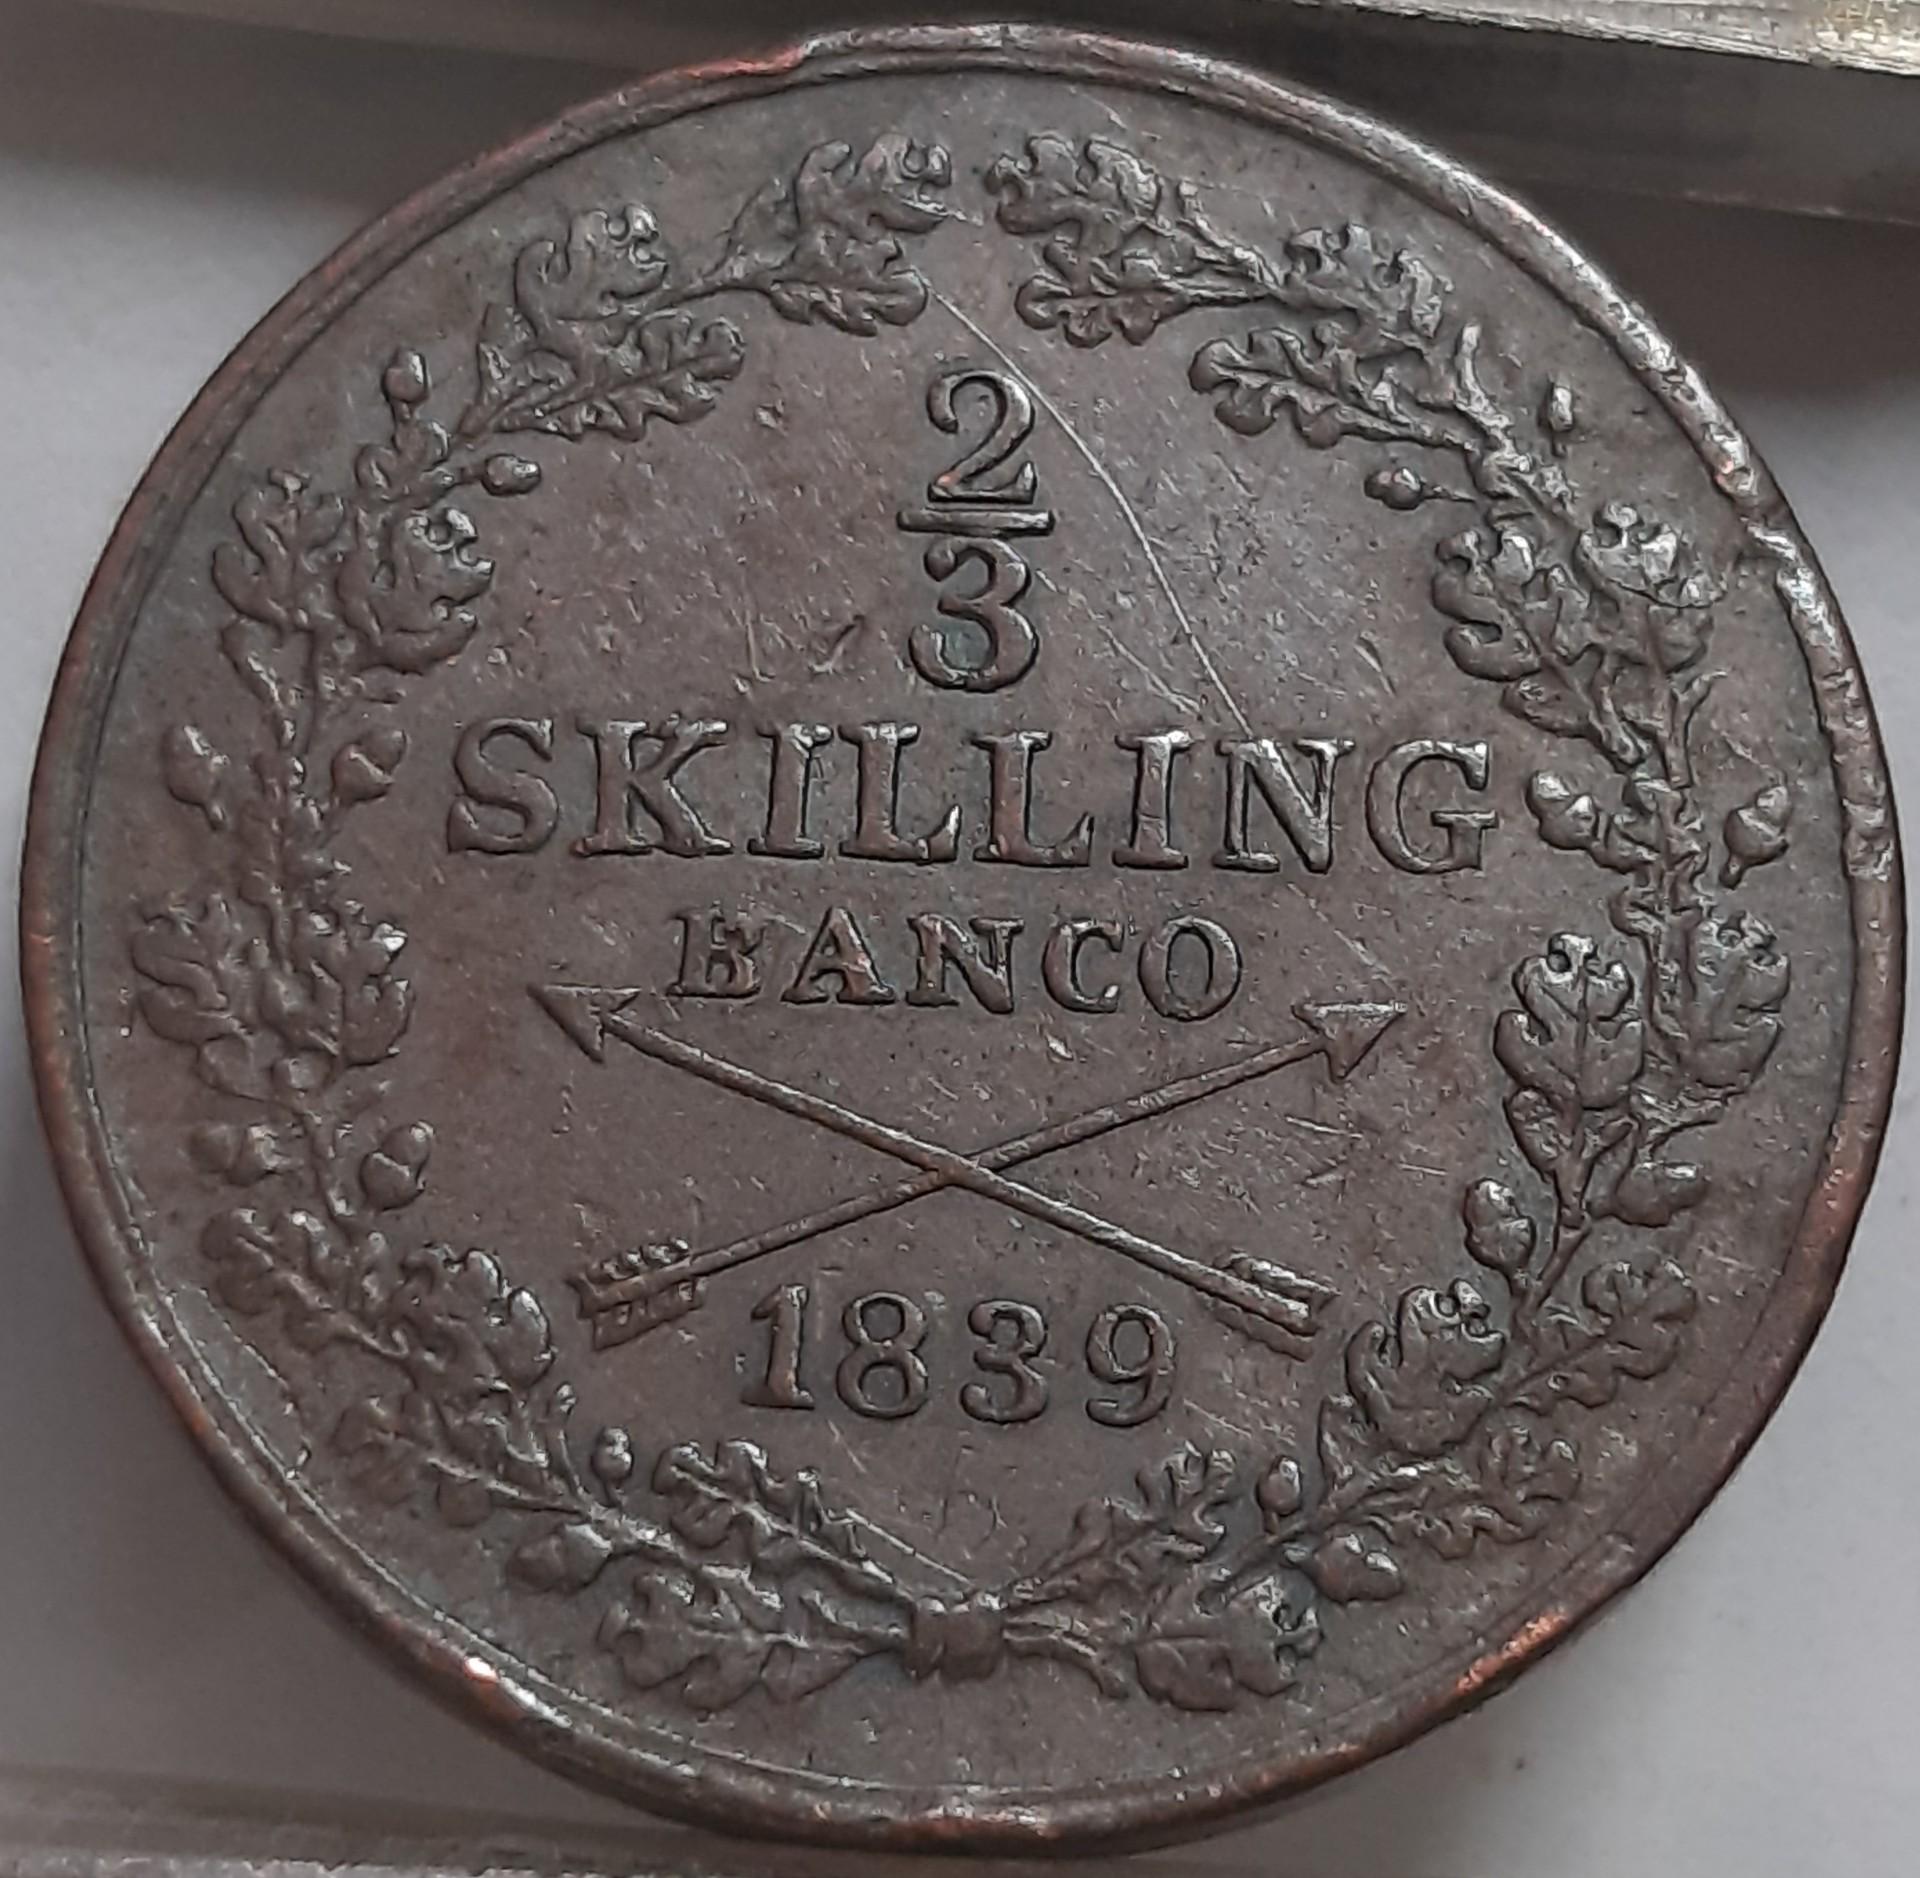 2/3
SKILLING
BANCO
1839